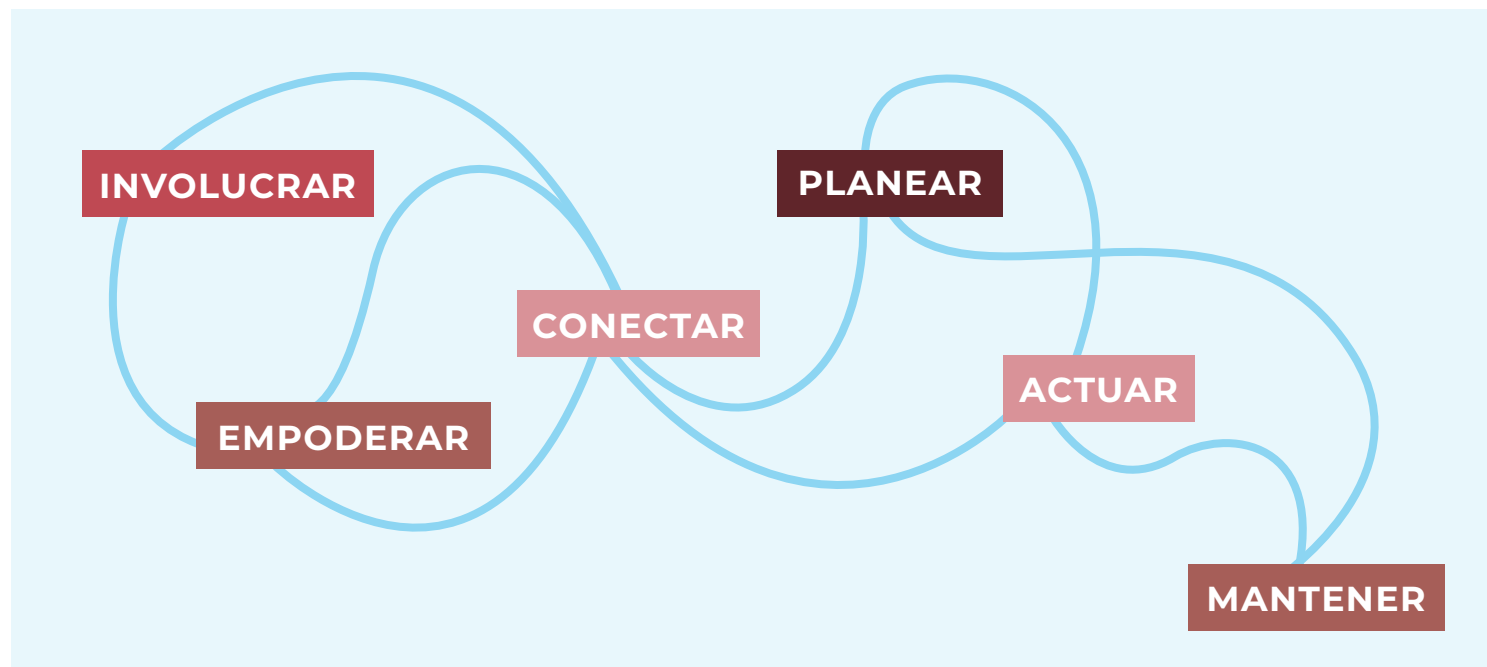 INVOLUCRAR
PLANEAR
CONECTAR
ACTUAR
EMPODERAR
MANTENER